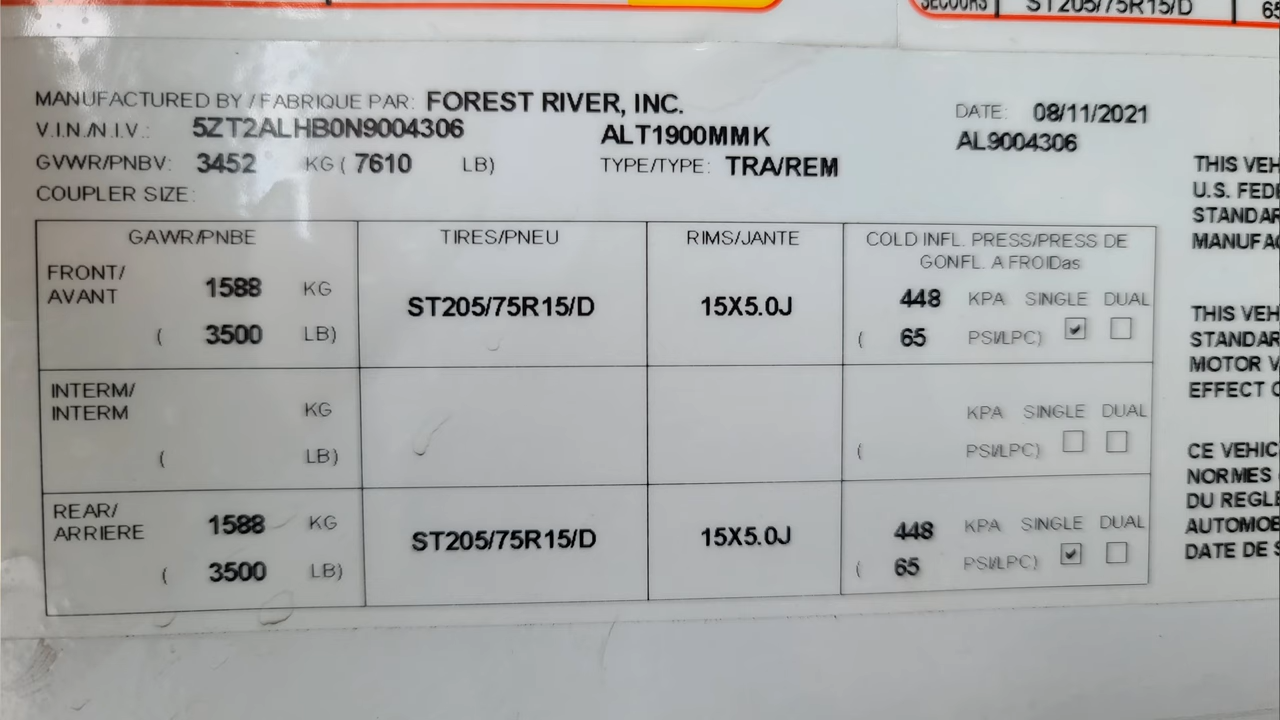 SECOURS ST205/75R15/D 65
MANUFACTURED BY / FABRIQUE PAR: FOREST RIVER, INC.
DATE: 08/11/2021
V.I.N./N.I.V.: 5ZT2ALHB0N9004306 ALT1900MMK AL9004306
GVWR/PNBV: 3452 KG ( 7610 LB) TYPE/TYPE: TRA/REM
COUPLER SIZE:
GAWR/PNBE TIRES/PNEU RIMS/JANTE COLD INFL. PRESS/PRESS DE
GONFL. A FROIDas
FRONT/
AVANT 1588 KG ST205/75R15/D 15X5.0J 448 KPA SINGLE DUAL
( 3500 LB) ( 65 PSI/LPC)
INTERM/
INTERM KG KPA SINGLE DUAL
( LB) ( PSI/LPC)
REAR/
ARRIERE 1588 KG ST205/75R15/D 15X5.0J 448 KPA SINGLE DUAL
( 3500 LB) ( 65 PSI/LPC)
THIS VEH
U.S. FEDE
STANDAR
MANUFAC
THIS VEH
STANDAR
MOTOR V
EFFECT O
CE VEHIC
NORMES
DU REGLE
AUTOMOB
DATE DE S